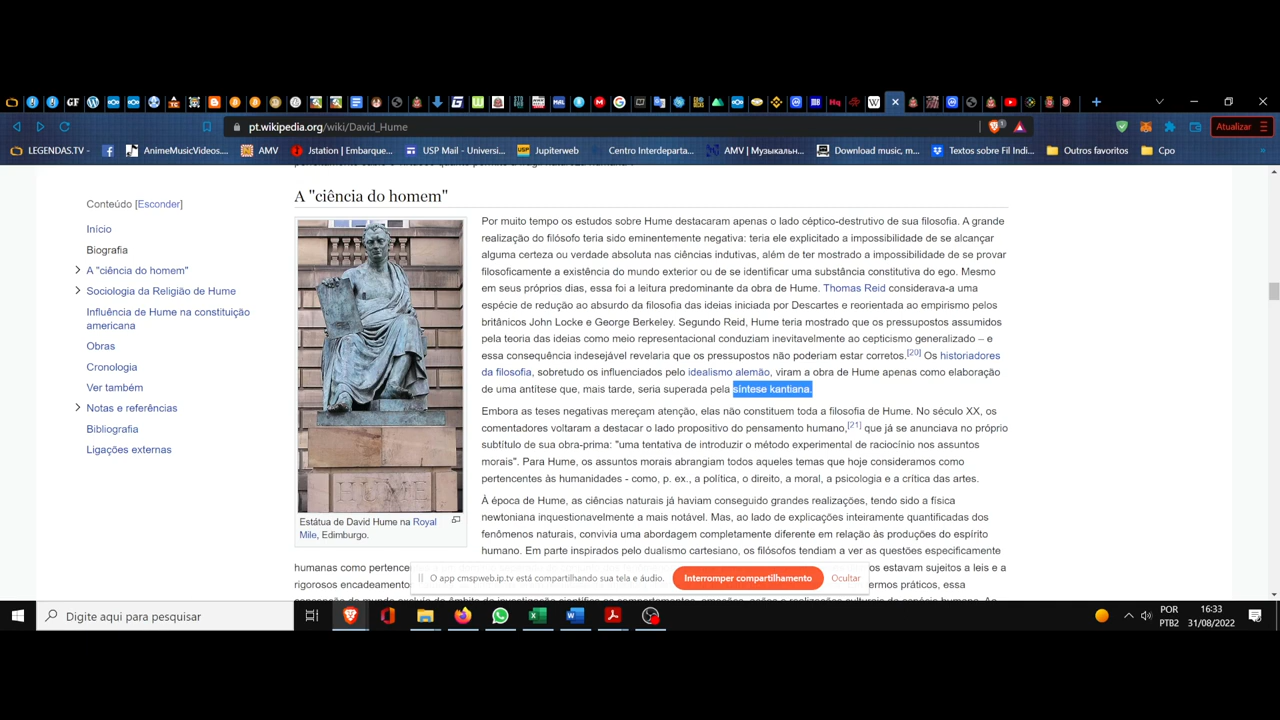 GF
Hq
W
pt.wikipedia.org/wiki/David_Hume
Atualizar
LEGENDAS.TV -
AnimeMusicVideos...
AMV
Jstation | Embarque...
USP Mail - Universi...
Jupiterweb
Centro Interdeparta...
AMV | Музыкальн...
Download music, m...
Textos sobre Fil Indi...
Outros favoritos
Cpo
A "ciência do homem"
Conteúdo [Esconder]
Início
Biografia
A "ciência do homem"
Sociologia da Religião de Hume
Influência de Hume na constituição
americana
Obras
Cronologia
Ver também
Notas e referências
Bibliografia
Ligações externas
HUME
Estátua de David Hume na Royal
Mile, Edimburgo.
Por muito tempo os estudos sobre Hume destacaram apenas o lado céptico-destrutivo de sua filosofia. A grande
realização do filósofo teria sido eminentemente negativa: teria ele explicitado a impossibilidade de se alcançar
alguma certeza ou verdade absoluta nas ciências indutivas, além de ter mostrado a impossibilidade de se provar
filosoficamente a existência do mundo exterior ou de se identificar uma substância constitutiva do ego. Mesmo
em seus próprios dias, essa foi a leitura predominante da obra de Hume. Thomas Reid considerava-a uma
espécie de redução ao absurdo da filosofia das ideias iniciada por Descartes e reorientada ao empirismo pelos
britânicos John Locke e George Berkeley. Segundo Reid, Hume teria mostrado que os pressupostos assumidos
pela teoria das ideias como meio representacional conduziam inevitavelmente ao cepticismo generalizado – e
essa consequência indesejável revelaria que os pressupostos não poderiam estar corretos.[20] Os historiadores
da filosofia, sobretudo os influenciados pelo idealismo alemão, viram a obra de Hume apenas como elaboração
de uma antítese que, mais tarde, seria superada pela síntese kantiana.
Embora as teses negativas mereçam atenção, elas não constituem toda a filosofia de Hume. No século XX, os
comentadores voltaram a destacar o lado propositivo do pensamento humano,[21] que já se anunciava no próprio
subtítulo de sua obra-prima: "uma tentativa de introduzir o método experimental de raciocínio nos assuntos
morais". Para Hume, os assuntos morais abrangiam todos aqueles temas que hoje consideramos como
pertencentes às humanidades - como, p. ex., a política, o direito, a moral, a psicologia e a crítica das artes.
À época de Hume, as ciências naturais já haviam conseguido grandes realizações, tendo sido a física
newtoniana inquestionavelmente a mais notável. Mas, ao lado de explicações inteiramente quantificadas dos
fenômenos naturais, convivia uma abordagem completamente diferente em relação às produções do espírito
humano. Em parte inspirados pelo dualismo cartesiano, os filósofos tendiam a ver as questões especificamente
humanas como pertencen
os estavam sujeitos a leis e a
rigorosos encadeamento
ermos práticos, essa
O app cmspweb.ip.tv está compartilhando sua tela e áudio.
Interromper compartilhamento
Ocultar
Digite aqui para pesquisar
POR
PTB2
16:33
31/08/2022